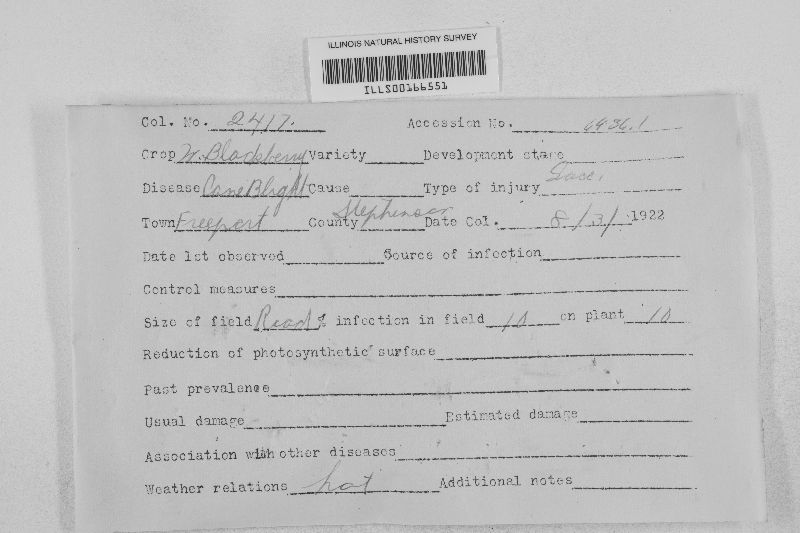 ILLINOIS NATURAL HISTORY SURVEY
ILLS00166551
Col. No. 2417. Accession No. 6936.1
Crop W. Blackberry Variety Development stage
Disease Cane Blight Cause Type of injury Loss.
Town Freeport County Stephenson Date Col. 8/3/ 1922
Date 1st observed Source of infection
Control measures
Size of field Road % infection in field 10 on plant 10
Reduction of photosynthetic surface
Past prevalence
Usual damage Estimated damage
Association with other diseases
Weather relations hot Additional notes